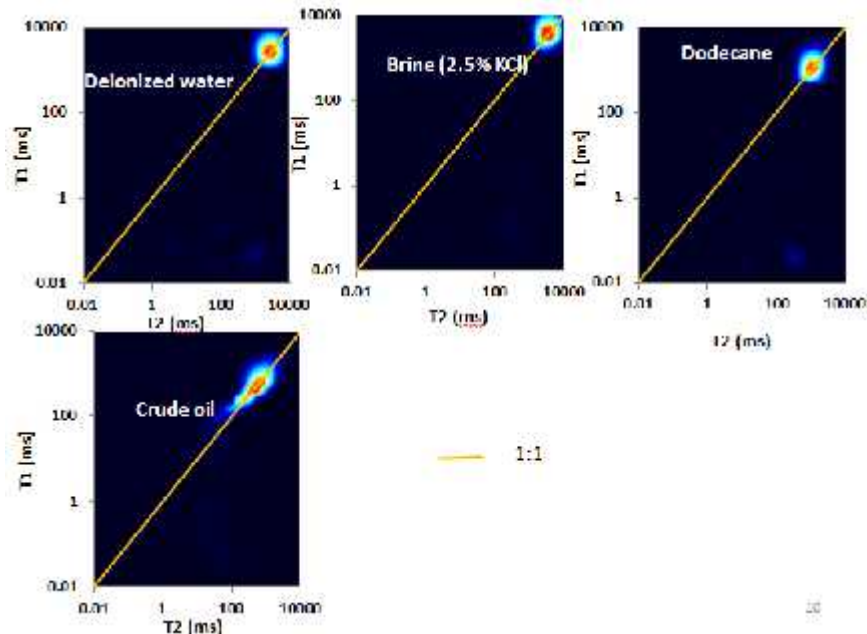 10000
100
1
0.01
T1 [ms]
Deionized water
0.01 1 100 10000
T2 [ms]
10000
100
1
0.01
T1 [ms]
Brine (2.5% KCl)
0.01 1 100 10000
T2 (ms)
10000
100
1
0.01
T1 [ms]
Dodecane
0.01 1 100 10000
T2 (ms)
10000
100
1
0.01
T1 [ms]
Crude oil
0.01 1 100 10000
T2 [ms]
1:1